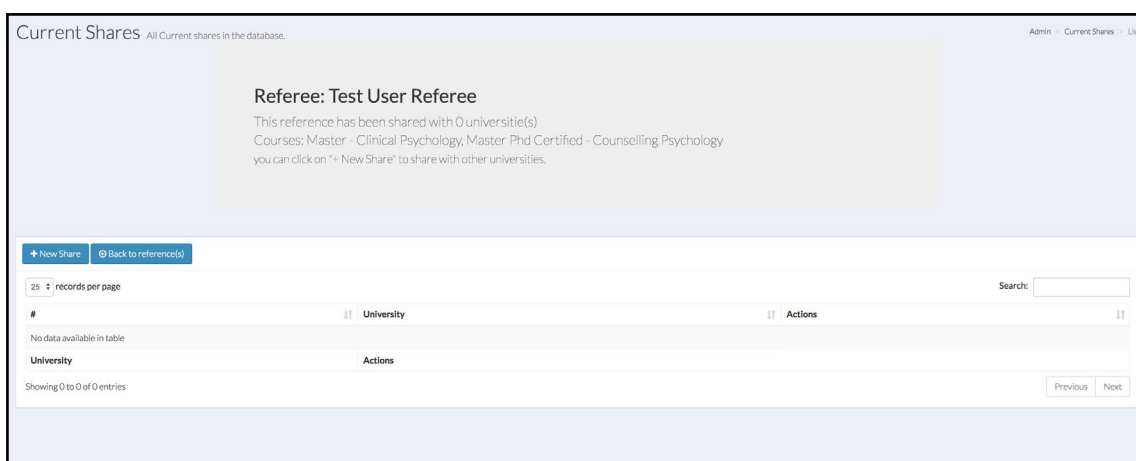 Current Shares All Current shares in the database.
Admin > Current Shares >
Referee: Test User Referee
This reference has been shared with 0 universitie(s)
Courses: Master - Clinical Psychology, Master Phd Certified - Counselling Psychology
you can click on "+ New Share" to share with other universities.
+ New Share Back to reference(s)
25 records per page Search:
# University Actions
No data available in table
University Actions
Showing 0 to 0 of 0 entries Previous Next